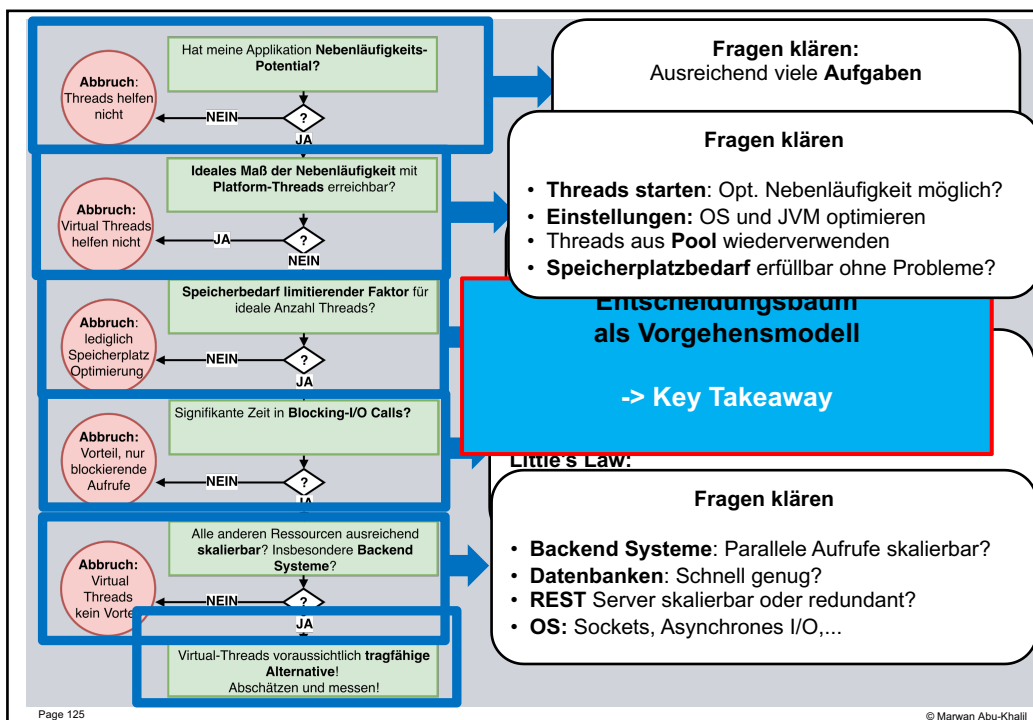 Hat meine Applikation Nebenläufigkeits-
Potential?
Abbruch:
Threads helfen
nicht
NEIN
?
JA
Ideales Maß der Nebenläufigkeit mit
Platform-Threads erreichbar?
Abbruch:
Virtual Threads
helfen nicht
JA
?
NEIN
Speicherbedarf limitierender Faktor für
ideale Anzahl Threads?
Abbruch:
lediglich
Speicherplatz
Optimierung
NEIN
?
JA
Signifikante Zeit in Blocking-I/O Calls?
Abbruch:
Vorteil, nur
blockierende
Aufrufe
NEIN
?
JA
Alle anderen Ressourcen ausreichend
skalierbar? Insbesondere Backend
Systeme?
Abbruch:
Virtual
Threads
kein Vorte
NEIN
?
JA
Virtual-Threads voraussichtlich tragfähige
Alternative!
Abschätzen und messen!
Fragen klären:
Ausreichend viele Aufgaben
Fragen klären
• Threads starten: Opt. Nebenläufigkeit möglich?
• Einstellungen: OS und JVM optimieren
• Threads aus Pool wiederverwenden
• Speicherplatzbedarf erfüllbar ohne Probleme?
Entscheidungsbaum
als Vorgehensmodell
-> Key Takeaway
Little's Law:
Fragen klären
• Backend Systeme: Parallele Aufrufe skalierbar?
• Datenbanken: Schnell genug?
• REST Server skalierbar oder redundant?
• OS: Sockets, Asynchrones I/O,...
Page 125
© Marwan Abu-Khalil